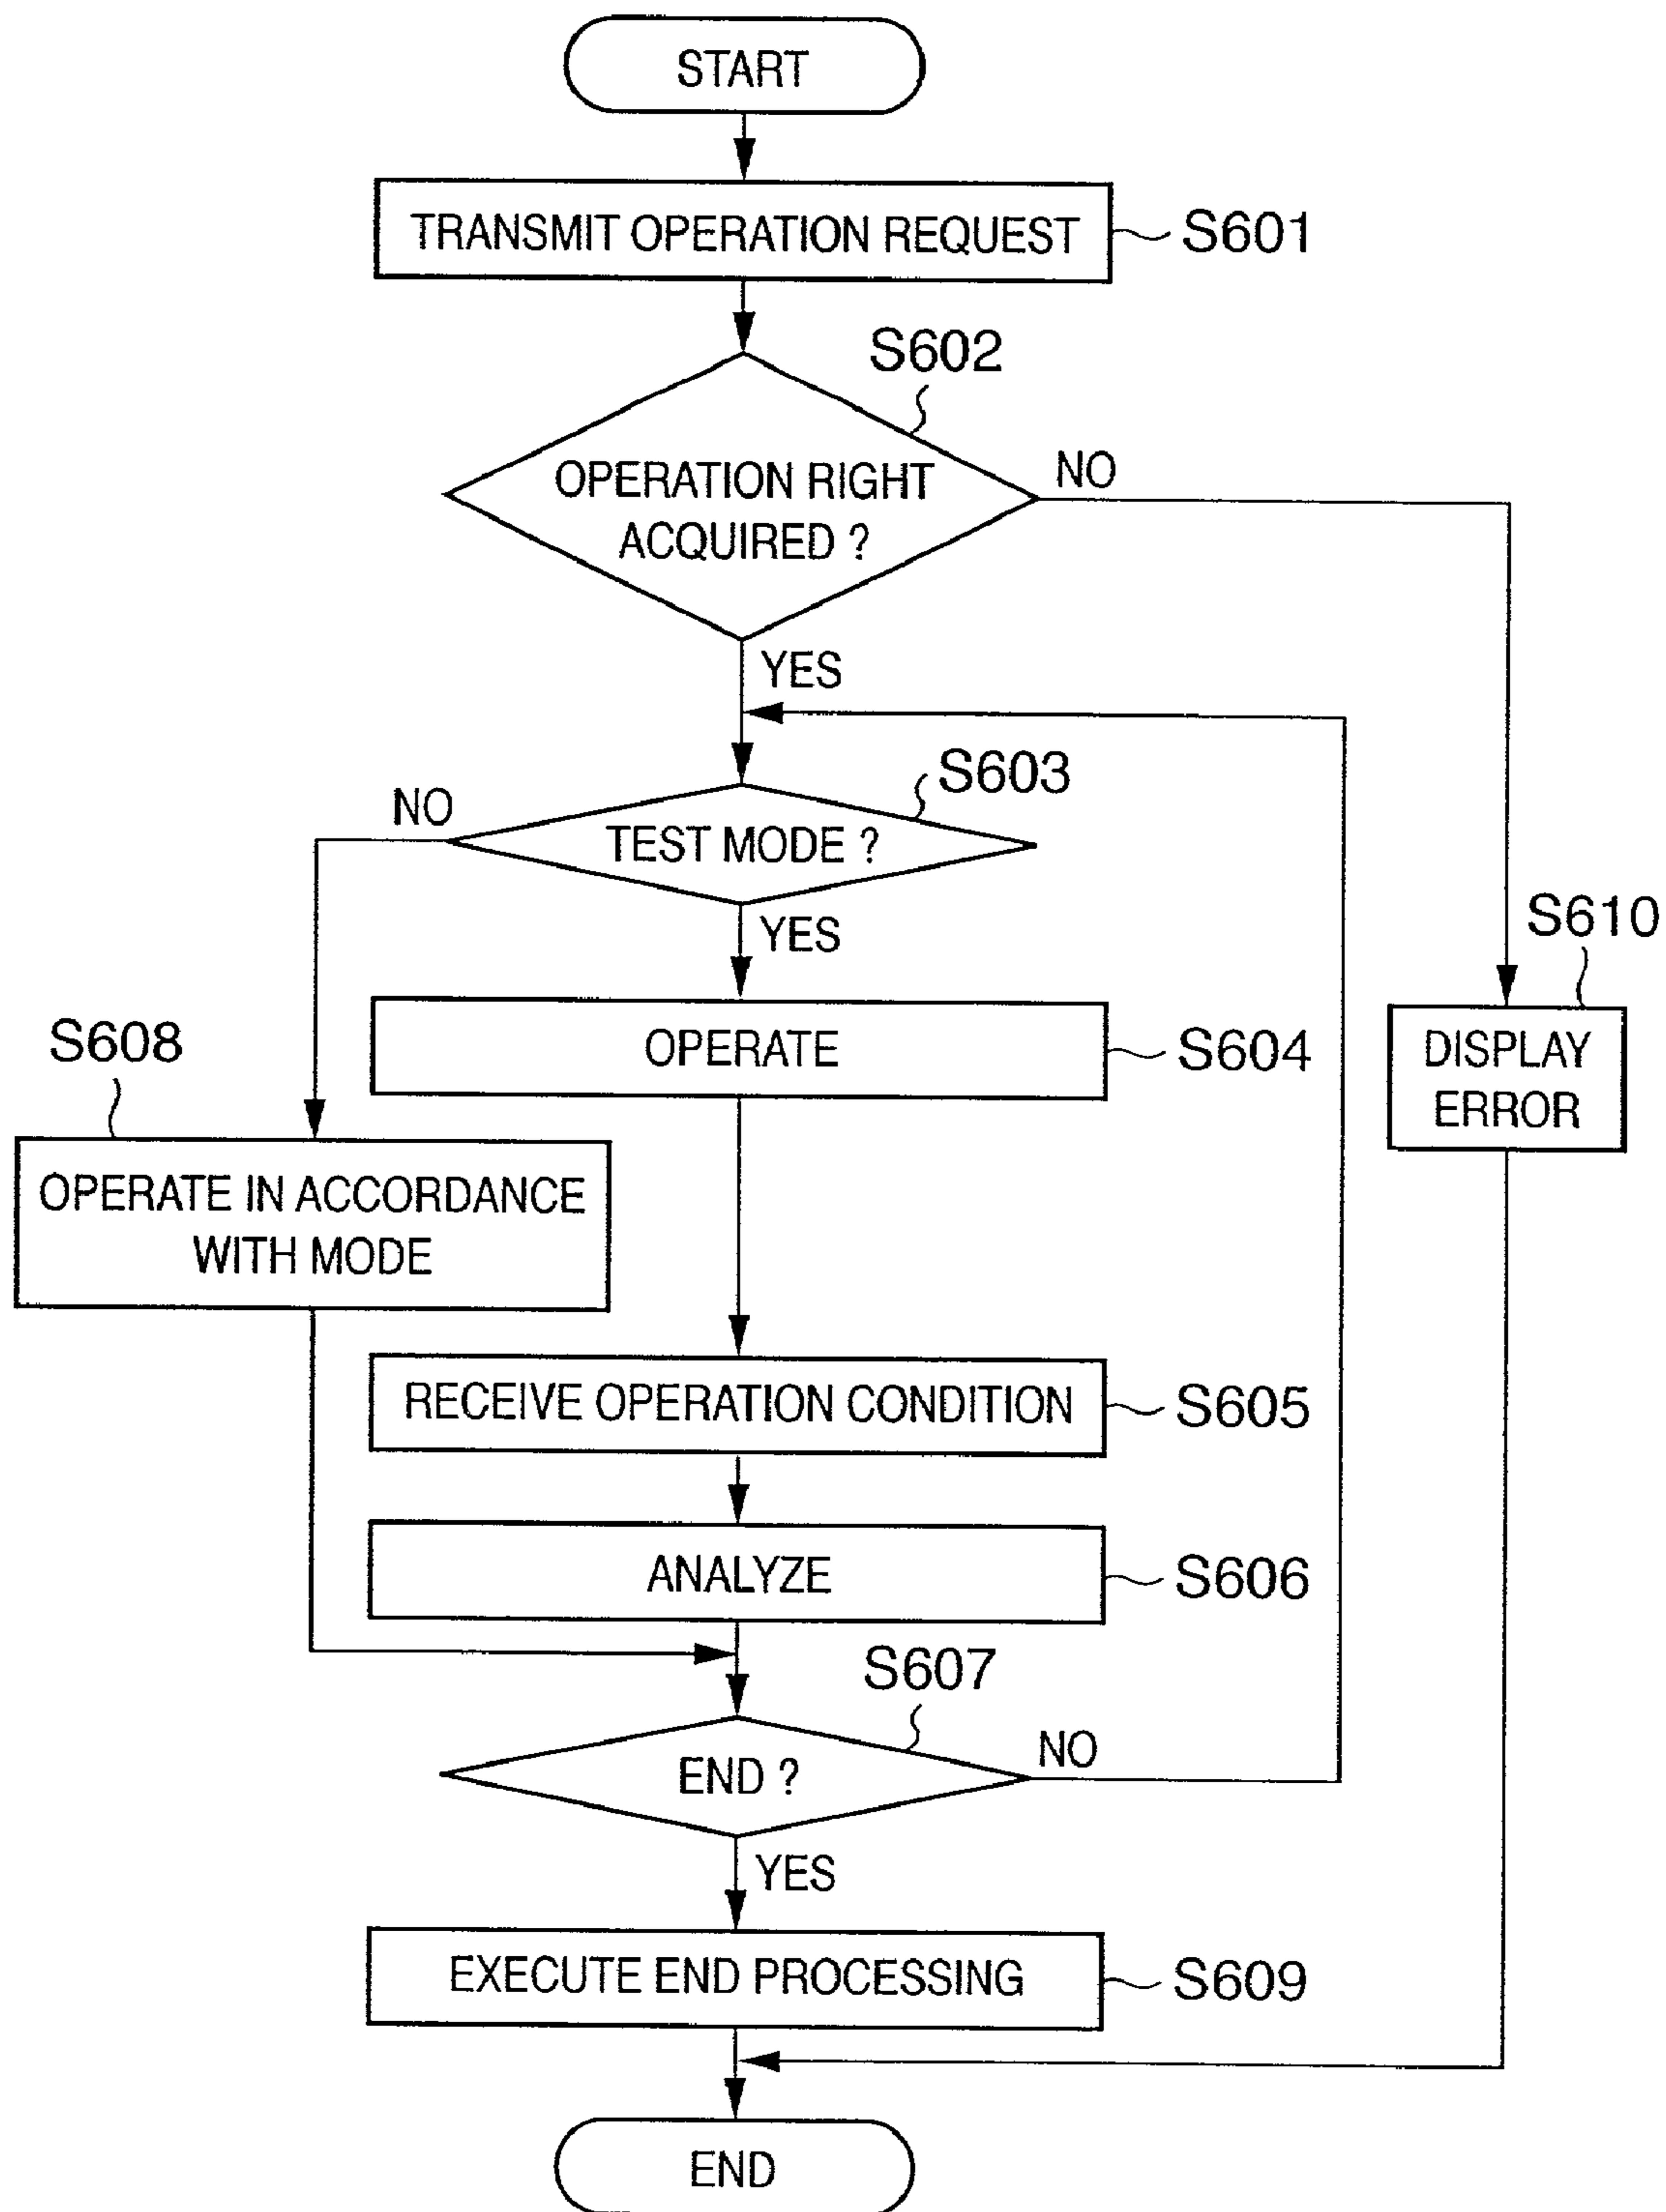 START
TRANSMIT OPERATION REQUEST
S601
S602
OPERATION RIGHT
ACQUIRED ?
NO
YES
S603
NO
TEST MODE ?
YES
S610
OPERATE
S604
DISPLAY
ERROR
S608
OPERATE IN ACCORDANCE
WITH MODE
RECEIVE OPERATION CONDITION
S605
ANALYZE
S606
S607
END ?
NO
YES
EXECUTE END PROCESSING
S609
END